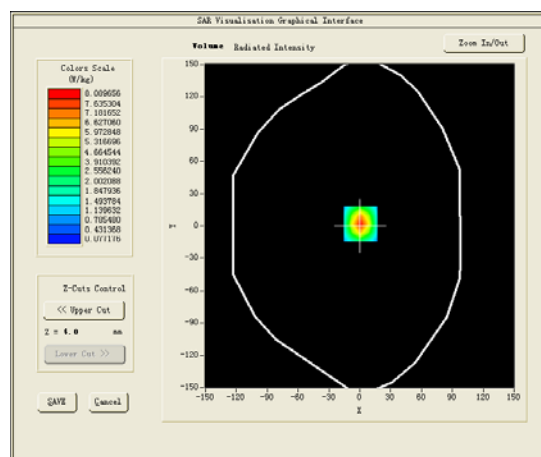 SAR Visualisation Graphical Interface
Volume Radiated Intensity
Zoom In/Out
Colors Scale
(W/kg)
8.009656
7.635304
7.181652
6.627060
5.972848
5.316696
4.664544
3.910392
2.556240
2.002088
1.847936
1.493784
1.139632
0.785480
0.431368
0.077176
Z-Cuts Control
<< Upper Cut
Z = 4.0 mm
Lower Cut >>
SAVE Cancel
150
120
90
60
30
0
-30
-60
-90
-120
-150
-150 -120 -90 -60 -30 0 30 60 90 120 150
X